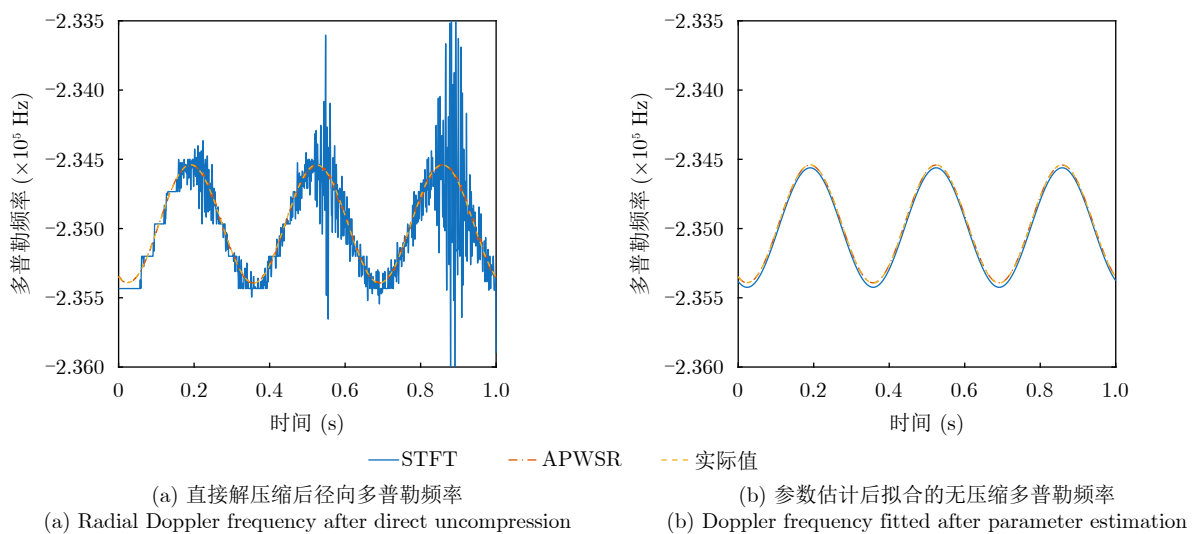 −2.335
−2.340
−2.345
−2.350
−2.355
−2.360
多普勒频率 (×10⁵ Hz)
0 0.2 0.4 0.6 0.8 1.0
时间 (s)
−2.335
−2.340
−2.345
−2.350
−2.355
−2.360
多普勒频率 (×10⁵ Hz)
0 0.2 0.4 0.6 0.8 1.0
时间 (s)
STFT APWSR 实际值
(a) 直接解压缩后径向多普勒频率
(a) Radial Doppler frequency after direct uncompression
(b) 参数估计后拟合的无压缩多普勒频率
(b) Doppler frequency fitted after parameter estimation